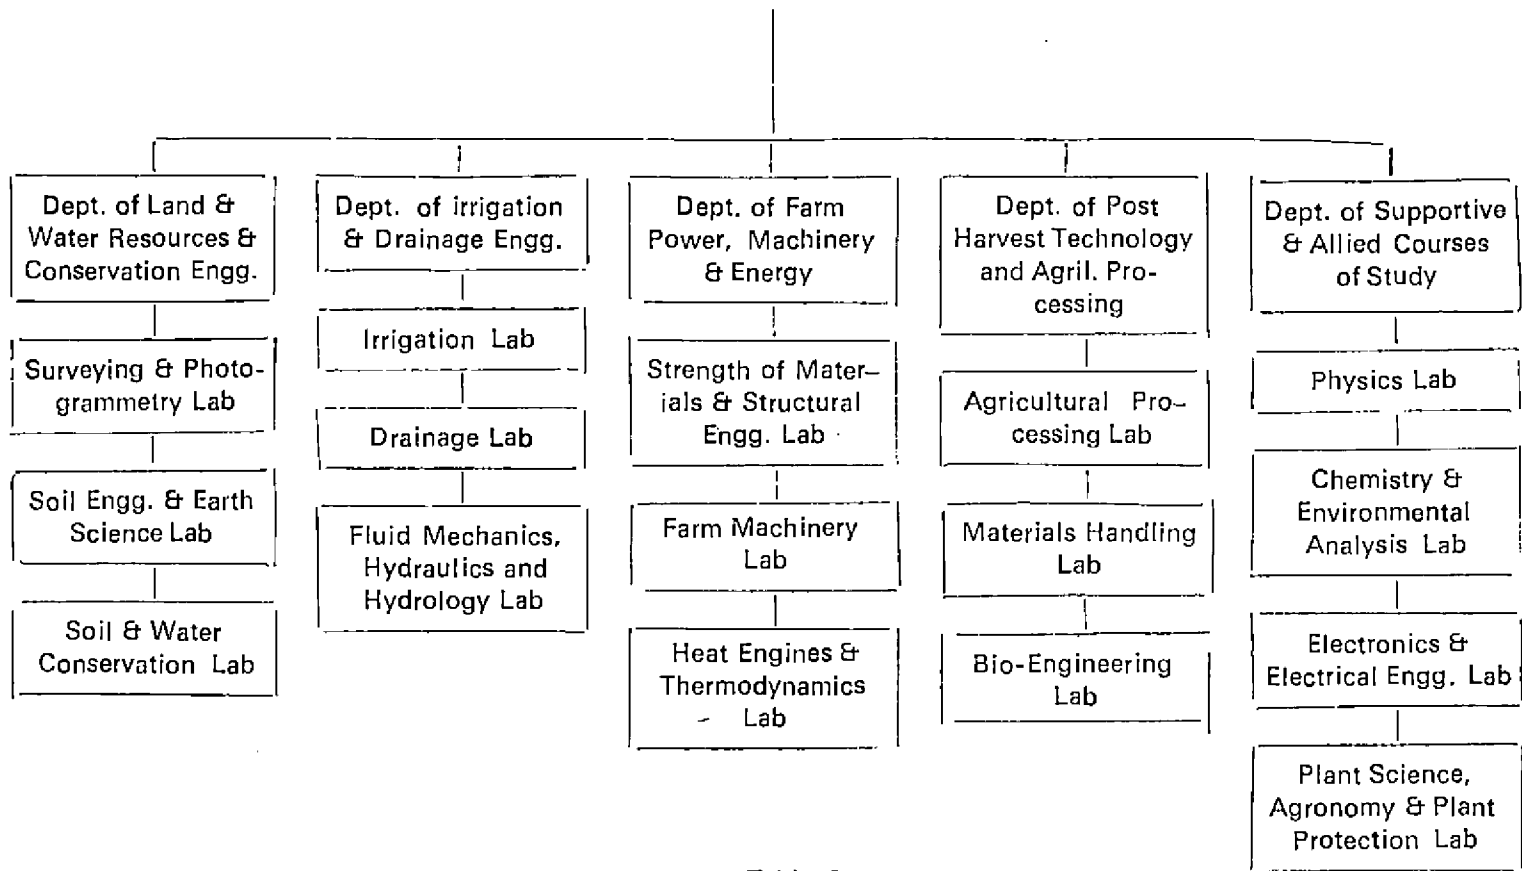 Dept. of Land &
Water Resources &
Conservation Engg.
Surveying & Photo-
grammetry Lab
Soil Engg. & Earth
Science Lab
Soil & Water
Conservation Lab
Dept. of irrigation
& Drainage Engg.
Irrigation Lab
Drainage Lab
Fluid Mechanics,
Hydraulics and
Hydrology Lab
Dept. of Farm
Power, Machinery
& Energy
Strength of Mater-
ials & Structural
Engg. Lab
Farm Machinery
Lab
Heat Engines &
Thermodynamics
Lab
Dept. of Post
Harvest Technology
and Agril. Pro-
cessing
Agricultural Pro-
cessing Lab
Materials Handling
Lab
Bio-Engineering
Lab
Dept. of Supportive
& Allied Courses
of Study
Physics Lab
Chemistry &
Environmental
Analysis Lab
Electronics &
Electrical Engg. Lab
Plant Science,
Agronomy & Plant
Protection Lab